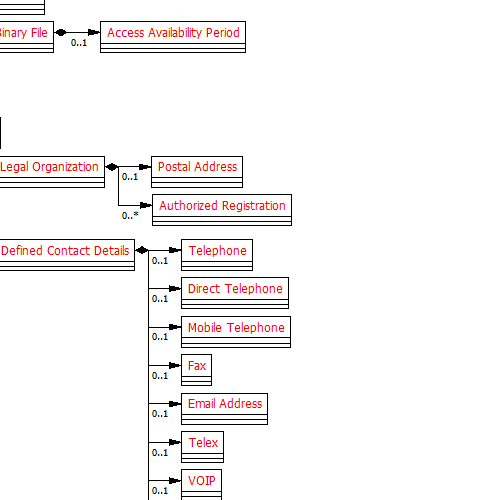 Binary File
Access Availability Period
0..1
Legal Organization
Postal Address
0..1
Authorized Registration
0..*
Defined Contact Details
Telephone
0..1
Direct Telephone
0..1
Mobile Telephone
0..1
Fax
0..1
Email Address
0..1
Telex
0..1
VOIP
0..1